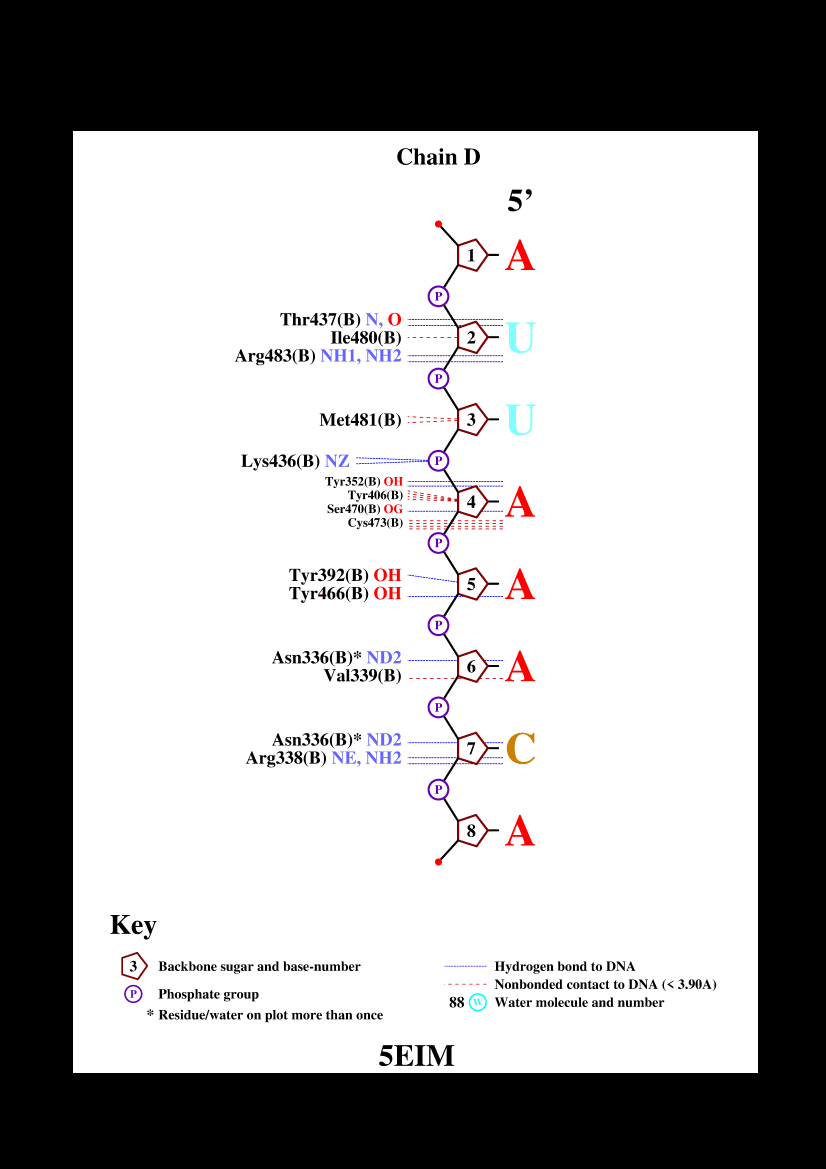 Chain D
5’
1 A
P
Thr437(B) N, O
Ile480(B)
2 U
Arg483(B) NH1, NH2
P
Met481(B) 3 U
Lys436(B) NZ P
Tyr352(B) OH
Tyr406(B)
4 A
Ser470(B) OG
Cys473(B)
P
Tyr392(B) OH
5 A
Tyr466(B) OH
P
Asn336(B)* ND2
6 A
Val339(B)
P
Asn336(B)* ND2
7 C
Arg338(B) NE, NH2
P
8 A
Key
3 Backbone sugar and base-number
P Phosphate group
* Residue/water on plot more than once
Hydrogen bond to DNA
Nonbonded contact to DNA (< 3.90A)
88 W Water molecule and number
5EIM